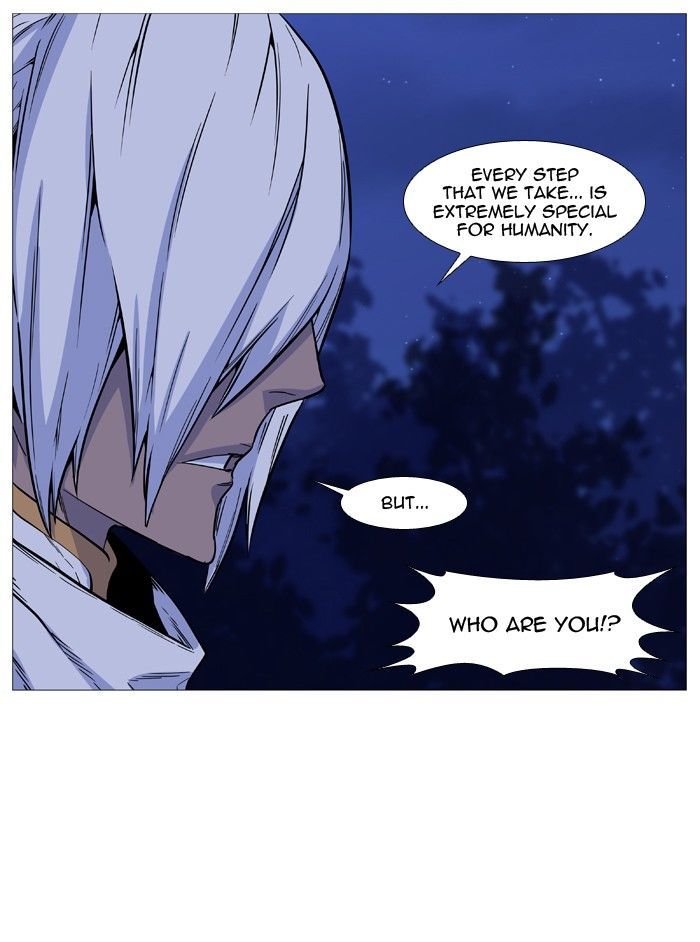 EVERY STEP
THAT WE TAKE... IS
EXTREMELY SPECIAL
FOR HUMANITY.
BUT...
WHO ARE YOU!?